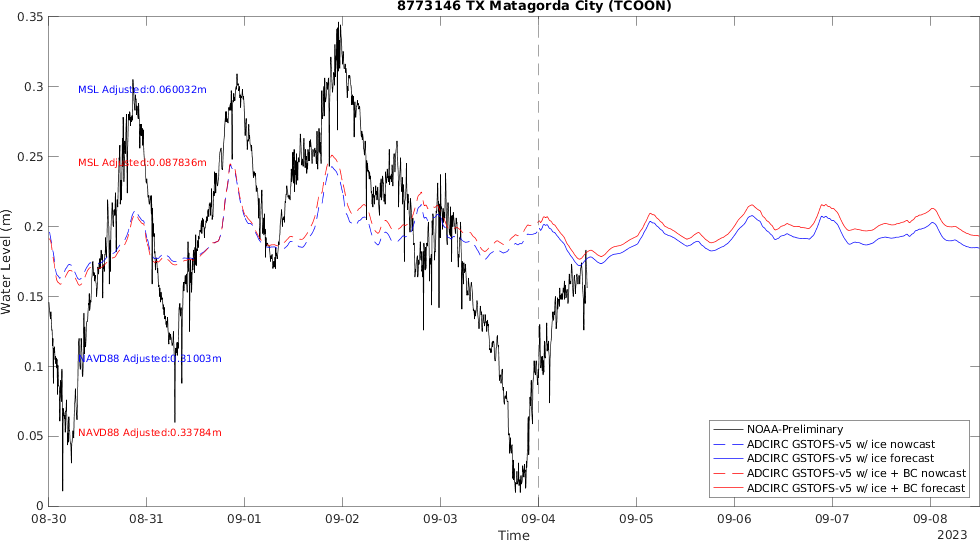 8773146 TX Matagorda City (TCOON)
0.35
0.3
0.25
0.2
0.15
0.1
0.05
0
Water Level (m)
MSL Adjusted:0.060032m
MSL Adjusted:0.087836m
NAVD88 Adjusted:0.31003m
NAVD88 Adjusted:0.33784m
NOAA-Preliminary
ADCIRC GSTOFS-v5 w/ ice nowcast
ADCIRC GSTOFS-v5 w/ ice forecast
ADCIRC GSTOFS-v5 w/ ice + BC nowcast
ADCIRC GSTOFS-v5 w/ ice + BC forecast
08-30 08-31 09-01 09-02 09-03 09-04 09-05 09-06 09-07 09-08
Time
2023